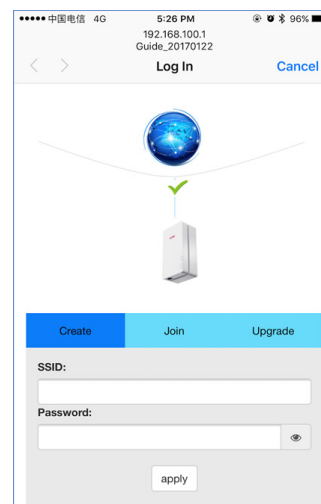 中国电信 4G 5:26 PM 96%
192.168.100.1
Guide_20170122
Log In Cancel
Create Join Upgrade
SSID:
Password:
apply